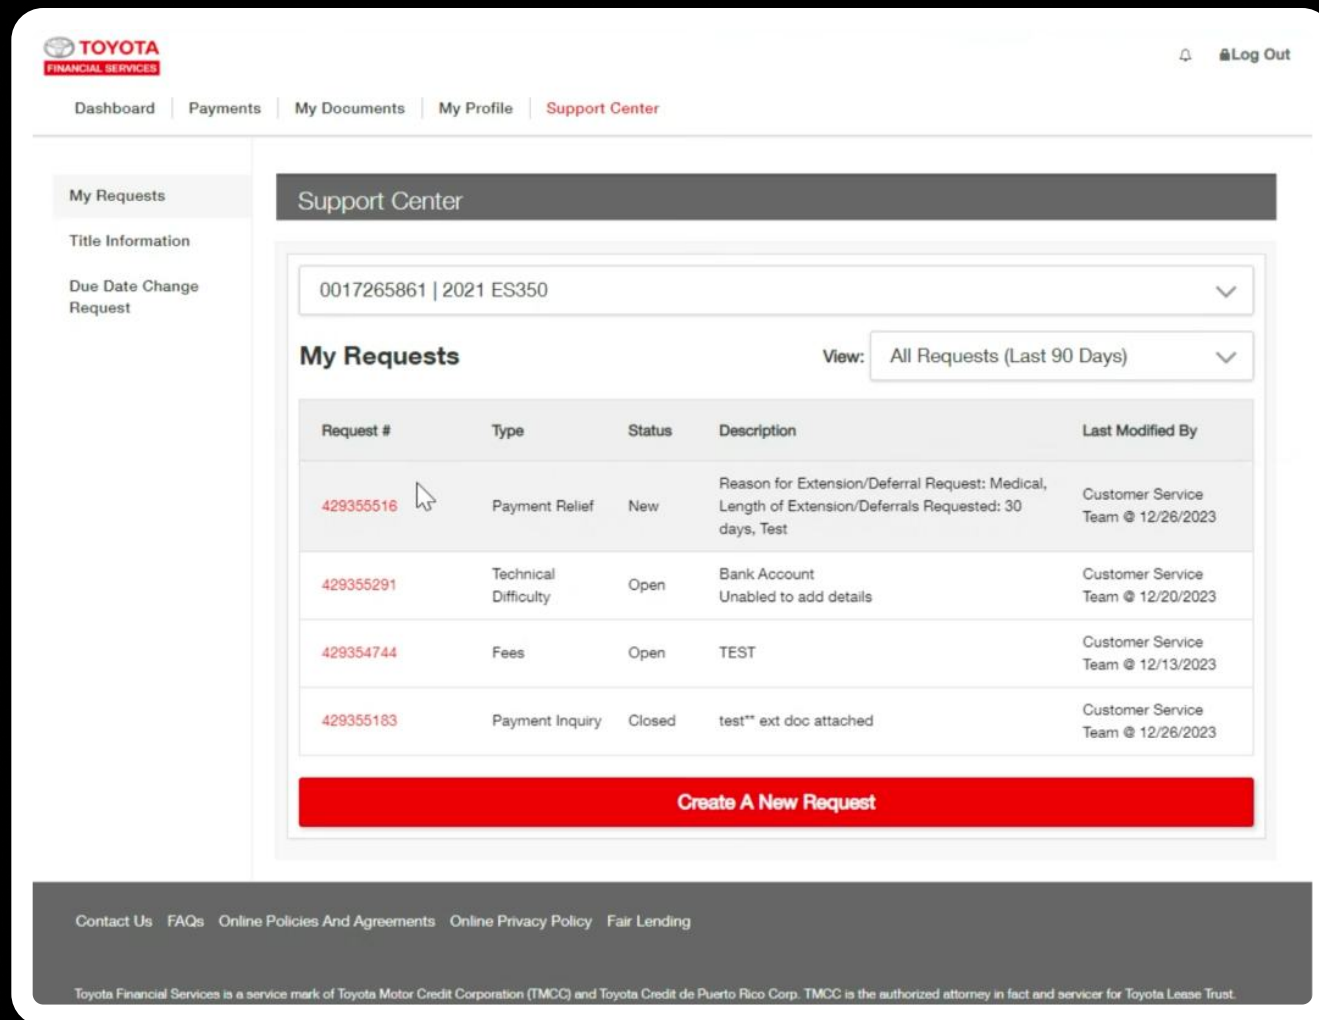 TOYOTA
FINANCIAL SERVICES
Log Out
Dashboard Payments My Documents My Profile Support Center
My Requests
Title Information
Due Date Change
Request
Support Center
0017265861 | 2021 ES350
My Requests
View: All Requests (Last 90 Days)
Request # Type Status Description Last Modified By
429355516 Payment Relief New Reason for Extension/Deferral Request: Medical,
Length of Extension/Deferrals Requested: 30
days, Test
Customer Service
Team @ 12/26/2023
429355291 Technical
Difficulty
Open
Bank Account
Unabled to add details
Customer Service
Team @ 12/20/2023
429354744 Fees Open TEST
Customer Service
Team @ 12/13/2023
429355183 Payment Inquiry Closed test** ext doc attached
Customer Service
Team @ 12/26/2023
Create A New Request
Contact Us FAQs Online Policies And Agreements Online Privacy Policy Fair Lending
Toyota Financial Services is a service mark of Toyota Motor Credit Corporation (TMCC) and Toyota Credit de Puerto Rico Corp. TMCC is the authorized attorney in fact and servicer for Toyota Lease Trust.